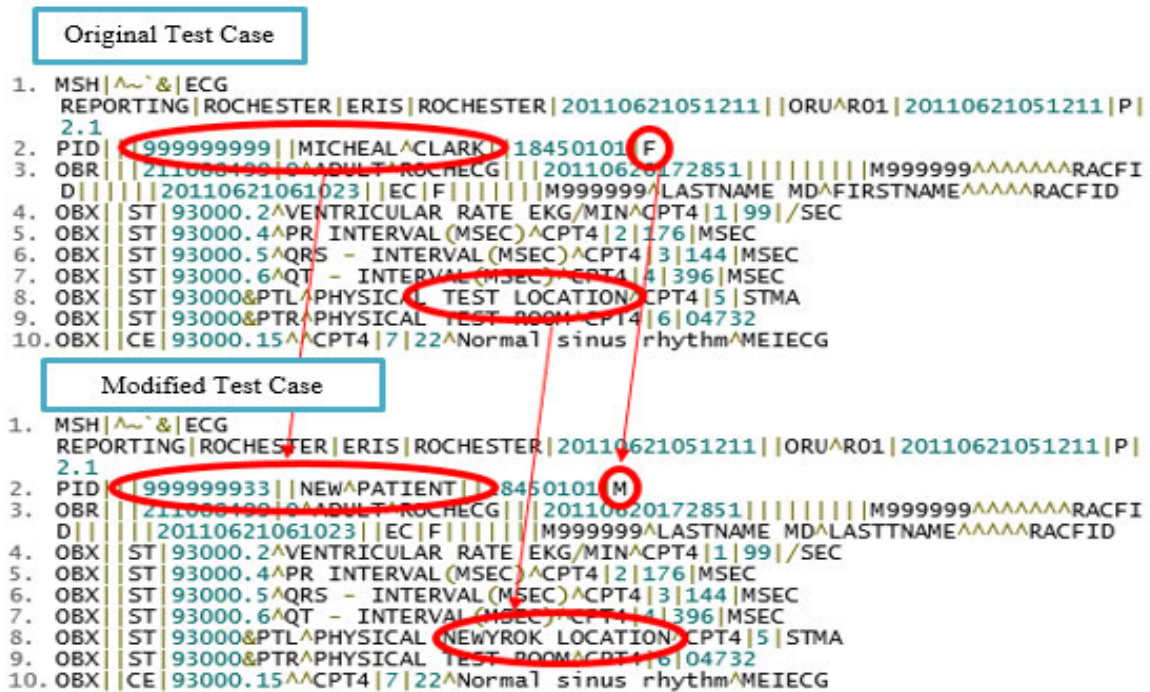 Original Test Case
1. MSH|^~`&|ECG
REPORTING|ROCHESTER|ERIS|ROCHESTER|20110621051211||ORU^R01|20110621051211|P|
2.1
2. PID|||999999999||MICHEAL^CLARK||18450101|F
3. OBR|||211088499^0^ADULT^ROCHECG|||20110620172851|||||||||M999999^^^^^^^RACFI
D||||||20110621061023||EC|F|||||||M999999^LASTNAME MD^FIRSTNAME^^^^^RACFID
4. OBX||ST|93000.2^VENTRICULAR RATE EKG/MIN^CPT4|1|99|/SEC
5. OBX||ST|93000.4^PR INTERVAL(MSEC)^CPT4|2|176|MSEC
6. OBX||ST|93000.5^QRS - INTERVAL(MSEC)^CPT4|3|144|MSEC
7. OBX||ST|93000.6^QT - INTERVAL(MSEC)^CPT4|4|396|MSEC
8. OBX||ST|93000&PTL^PHYSICAL TEST LOCATION^CPT4|5|STMA
9. OBX||ST|93000&PTR^PHYSICAL TEST ROOM^CPT4|6|04732
10.OBX||CE|93000.15^^CPT4|7|22^Normal sinus rhythm^MEIECG
Modified Test Case
1. MSH|^~`&|ECG
REPORTING|ROCHESTER|ERIS|ROCHESTER|20110621051211||ORU^R01|20110621051211|P|
2.1
2. PID|||999999933||NEW^PATIENT||18450101|M
3. OBR|||211088499^0^ADULT^ROCHECG|||20110620172851|||||||||M999999^^^^^^^RACFI
D||||||20110621061023||EC|F|||||||M999999^LASTNAME MD^LASTTNAME^^^^^RACFID
4. OBX||ST|93000.2^VENTRICULAR RATE EKG/MIN^CPT4|1|99|/SEC
5. OBX||ST|93000.4^PR INTERVAL(MSEC)^CPT4|2|176|MSEC
6. OBX||ST|93000.5^QRS - INTERVAL(MSEC)^CPT4|3|144|MSEC
7. OBX||ST|93000.6^QT - INTERVAL(MSEC)^CPT4|4|396|MSEC
8. OBX||ST|93000&PTL^PHYSICAL NEWYROK LOCATION^CPT4|5|STMA
9. OBX||ST|93000&PTR^PHYSICAL TEST ROOM^CPT4|6|04732
10.OBX||CE|93000.15^^CPT4|7|22^Normal sinus rhythm^MEIECG